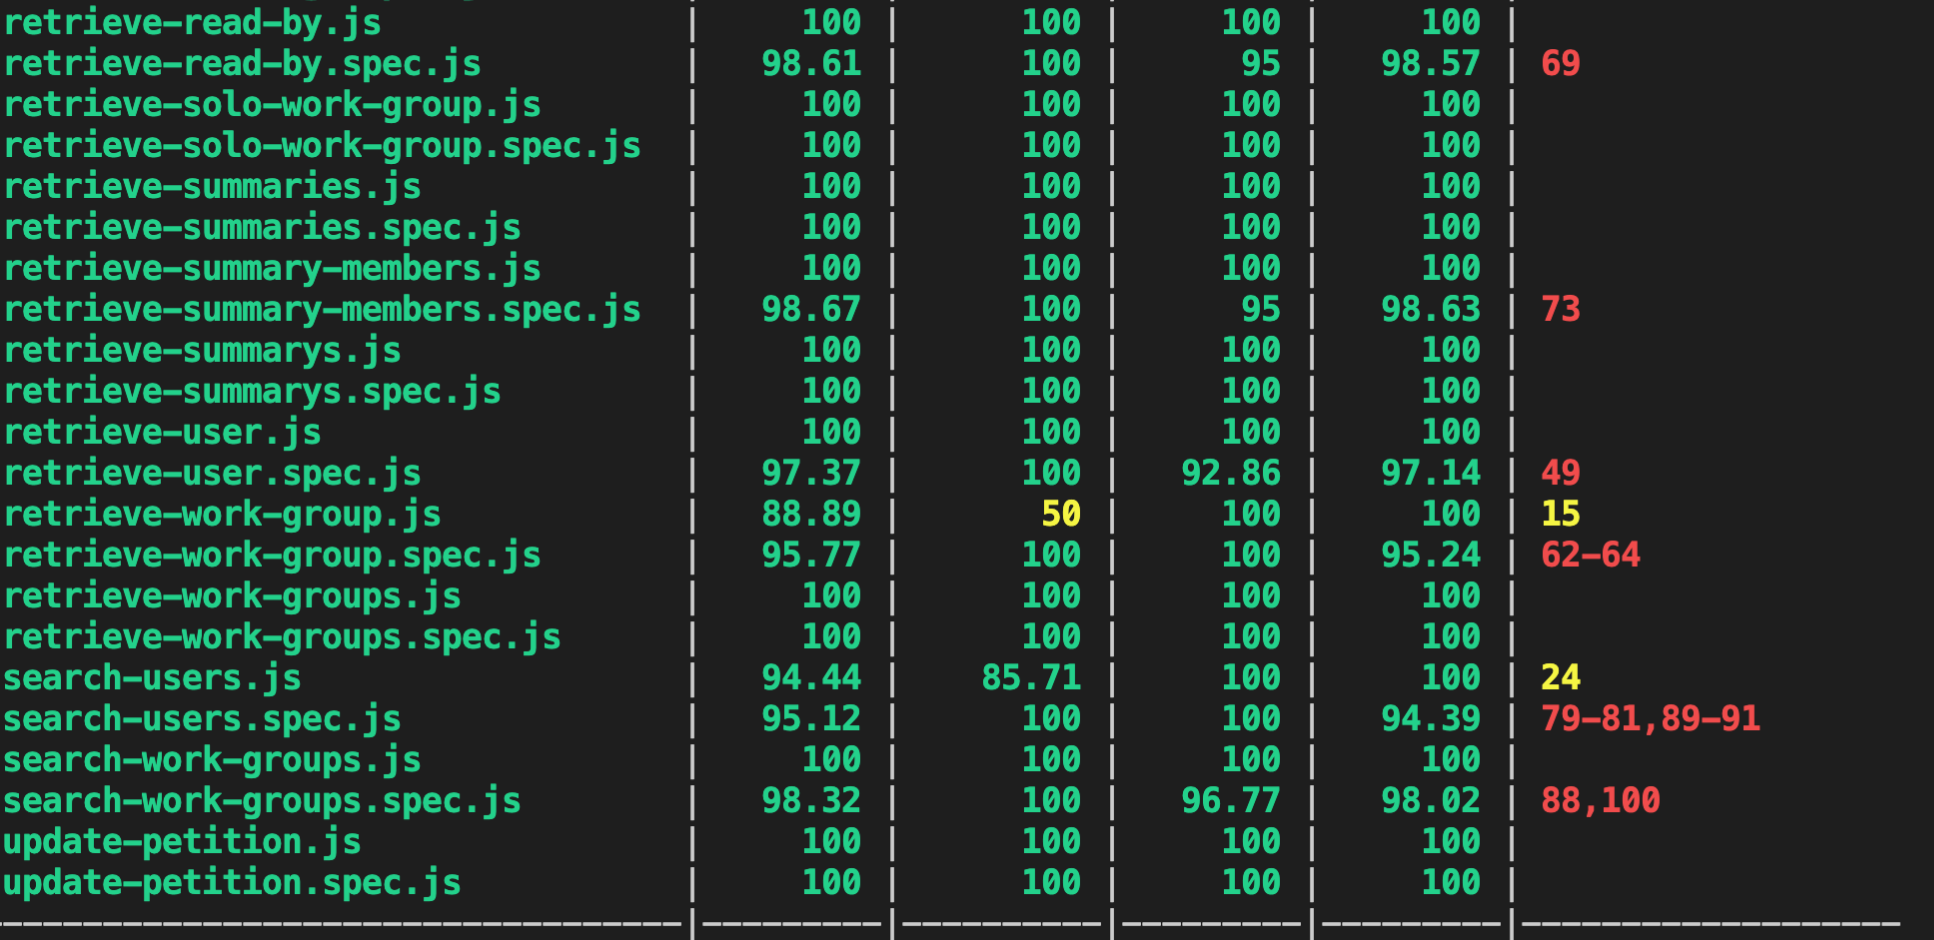 retrieve-read-by.js | 100 | 100 | 100 | 100 |
retrieve-read-by.spec.js | 98.61 | 100 | 95 | 98.57 | 69
retrieve-solo-work-group.js | 100 | 100 | 100 | 100 |
retrieve-solo-work-group.spec.js | 100 | 100 | 100 | 100 |
retrieve-summaries.js | 100 | 100 | 100 | 100 |
retrieve-summaries.spec.js | 100 | 100 | 100 | 100 |
retrieve-summary-members.js | 100 | 100 | 100 | 100 |
retrieve-summary-members.spec.js | 98.67 | 100 | 95 | 98.63 | 73
retrieve-summarys.js | 100 | 100 | 100 | 100 |
retrieve-summarys.spec.js | 100 | 100 | 100 | 100 |
retrieve-user.js | 100 | 100 | 100 | 100 |
retrieve-user.spec.js | 97.37 | 100 | 92.86 | 97.14 | 49
retrieve-work-group.js | 88.89 | 50 | 100 | 100 | 15
retrieve-work-group.spec.js | 95.77 | 100 | 100 | 95.24 | 62-64
retrieve-work-groups.js | 100 | 100 | 100 | 100 |
retrieve-work-groups.spec.js | 100 | 100 | 100 | 100 |
search-users.js | 94.44 | 85.71 | 100 | 100 | 24
search-users.spec.js | 95.12 | 100 | 100 | 94.39 | 79-81,89-91
search-work-groups.js | 100 | 100 | 100 | 100 |
search-work-groups.spec.js | 98.32 | 100 | 96.77 | 98.02 | 88,100
update-petition.js | 100 | 100 | 100 | 100 |
update-petition.spec.js | 100 | 100 | 100 | 100 |